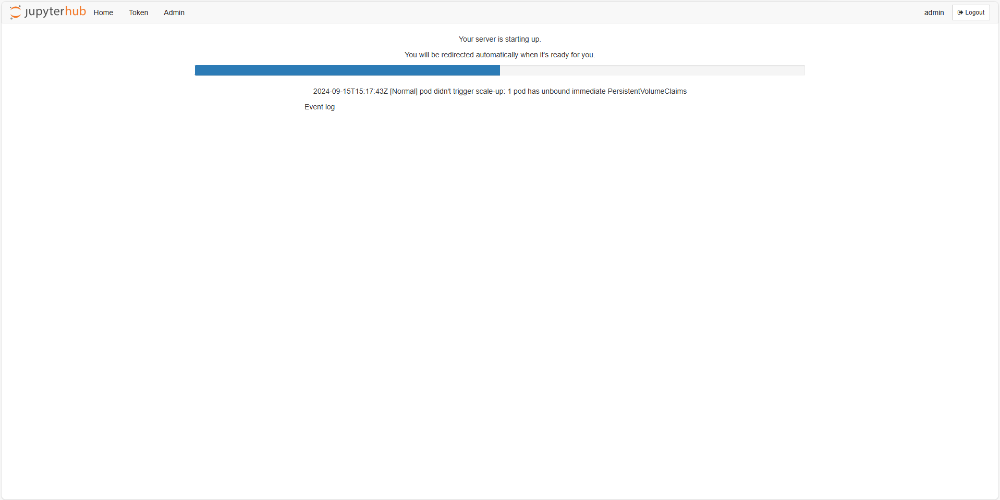 jupyterhub Home Token Admin admin Logout
Your server is starting up.
You will be redirected automatically when it's ready for you.
2024-09-15T15:17:43Z [Normal] pod didn't trigger scale-up: 1 pod has unbound immediate PersistentVolumeClaims
Event log